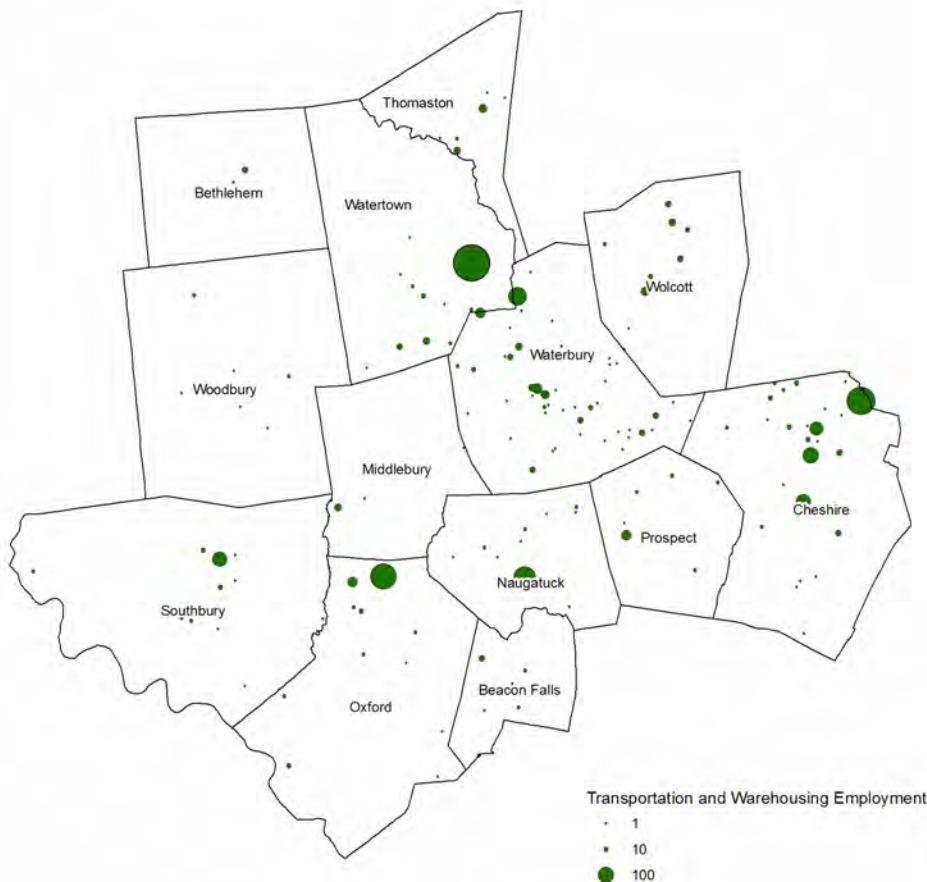 Thomaston
Bethlehem
Watertown
Wolcott
Waterbury
Woodbury
Middlebury
Cheshire
Prospect
Naugatuck
Southbury
Beacon Falls
Oxford
Transportation and Warehousing Employment
1
10
100